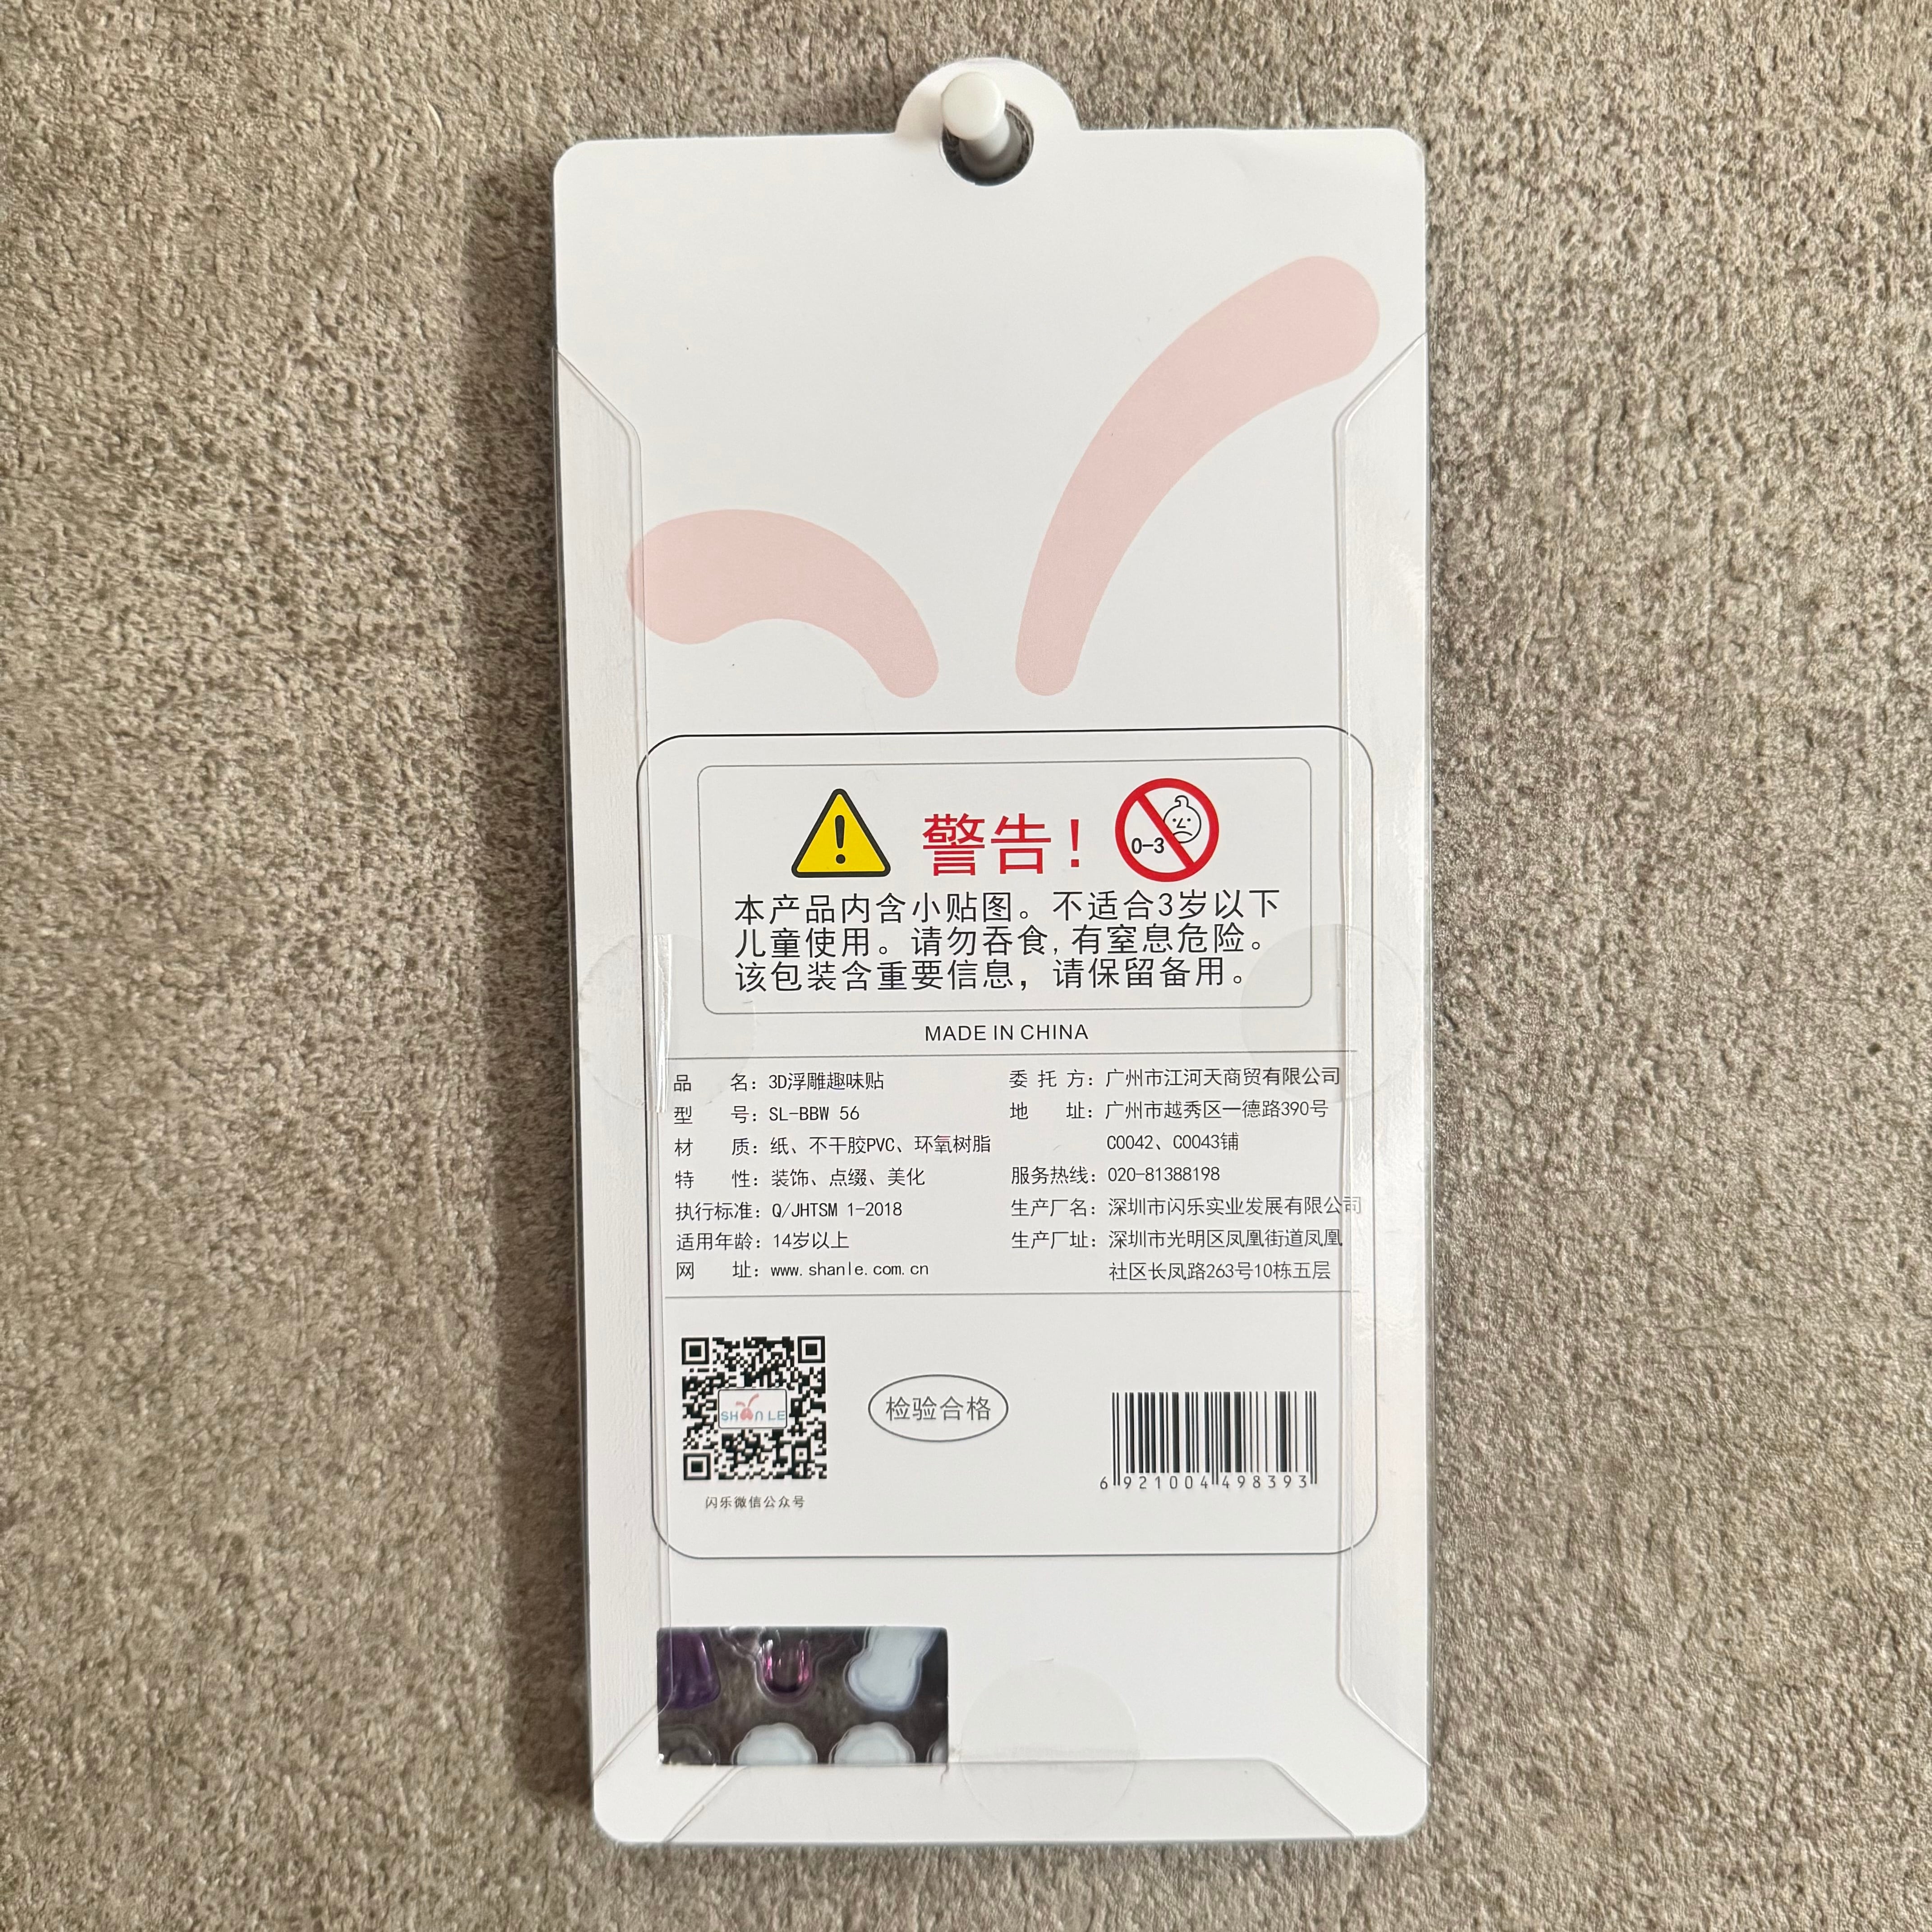 警告！
0-3
本产品内含小贴图。不适合3岁以下
儿童使用。请勿吞食,有窒息危险。
该包装含重要信息，请保留备用。
MADE IN CHINA
品 名：3D浮雕趣味贴
型 号：SL-BBW 56
材 质：纸、不干胶PVC、环氧树脂
特 性：装饰、点缀、美化
执行标准：Q/JHTSM 1-2018
适用年龄：14岁以上
网 址：www.shanle.com.cn
委 托 方：广州市江河天商贸有限公司
地 址：广州市越秀区一德路390号
C0042、C0043铺
服务热线：020-81388198
生产厂名：深圳市闪乐实业发展有限公司
生产厂址：深圳市光明区凤凰街道凤凰
社区长凤路263号10栋五层
SHAN LE
闪乐微信公众号
检验合格
6 921004 498393